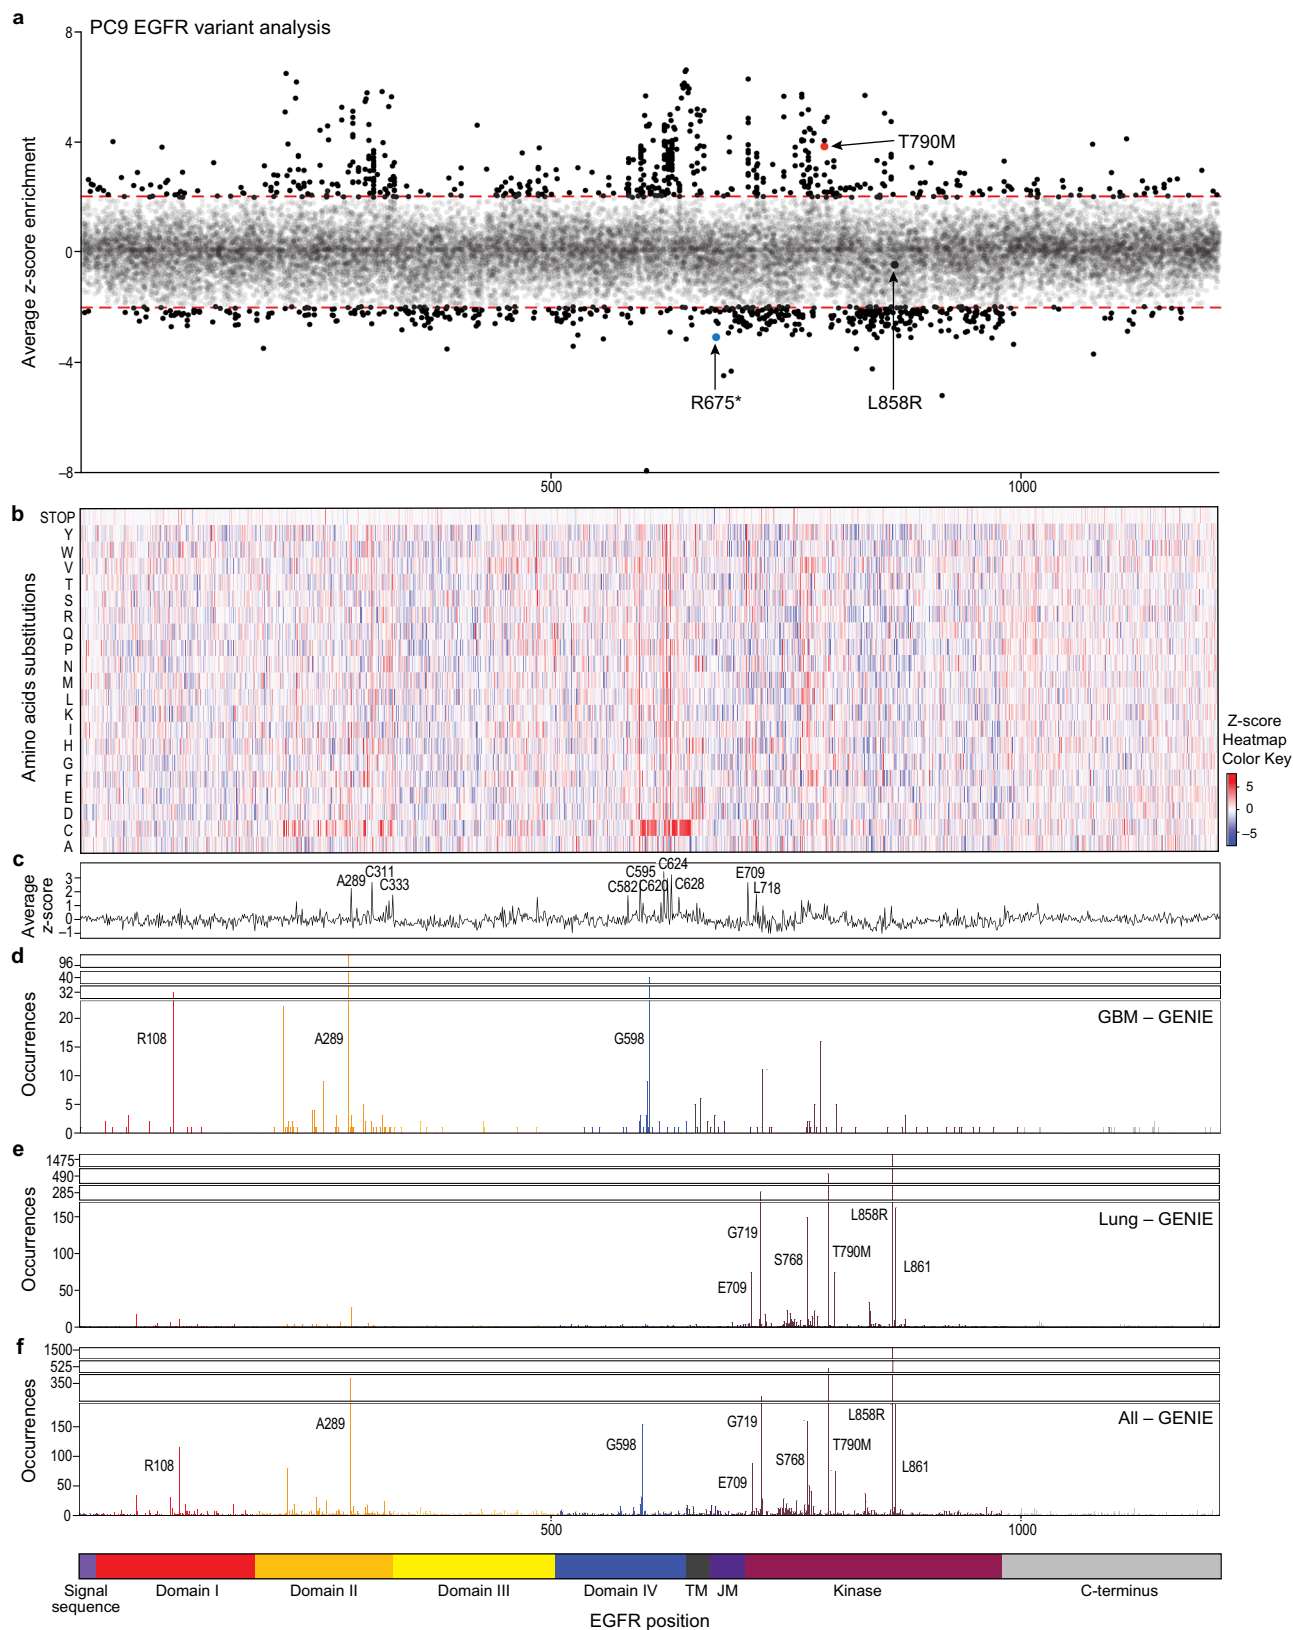 a
PC9 EGFR variant analysis
8
4
0
–4
–8
Average z-score enrichment
T790M
R675*
L858R
500
1000
b
Amino acids substitutions
STOP
Y
W
V
T
S
R
Q
P
N
M
L
K
I
H
G
F
E
D
C
A
Z-score
Heatmap
Color Key
5
0
–5
c
Average
z-score
3
2
1
0
–1
A289
C311
C333
C582
C595
C620
C624
C628
E709
L718
d
Occurrences
96
40
32
20
15
10
5
0
R108
A289
G598
GBM – GENIE
e
Occurrences
1475
490
285
150
100
50
0
E709
G719
S768
T790M
L858R
L861
Lung – GENIE
f
Occurrences
1500
525
350
150
100
50
0
R108
A289
G598
E709
G719
S768
T790M
L858R
L861
All – GENIE
500
1000
Signal
sequence
Domain I
Domain II
Domain III
Domain IV
TM
JM
Kinase
C-terminus
EGFR position